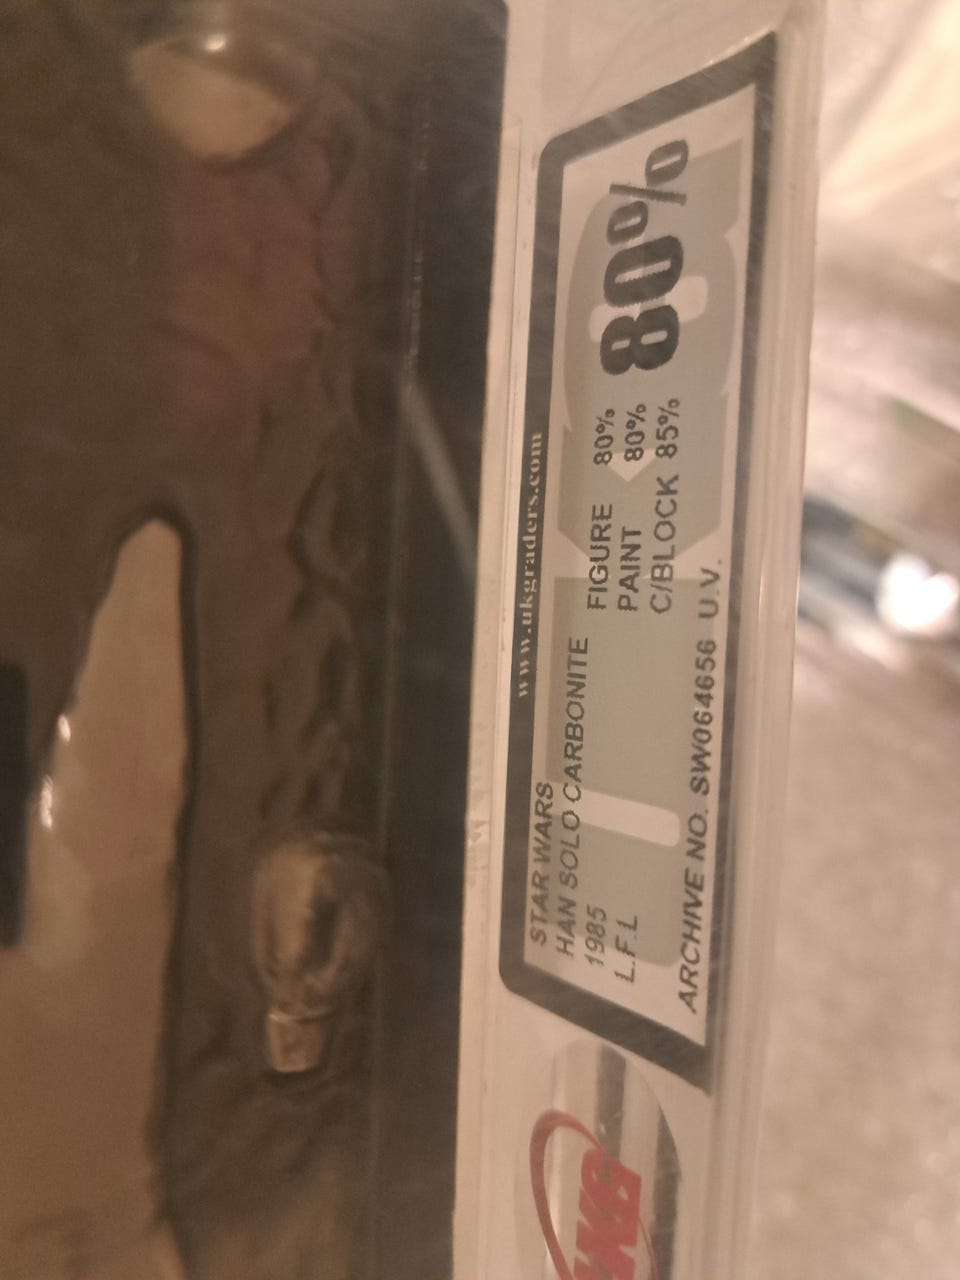 www.ukgraders.com
STAR WARS
HAN SOLO CARBONITE
1985
L.F.L
FIGURE 80%
PAINT 80%
C/BLOCK 85%
80%
ARCHIVE NO. SW064656 U.V.
UKG